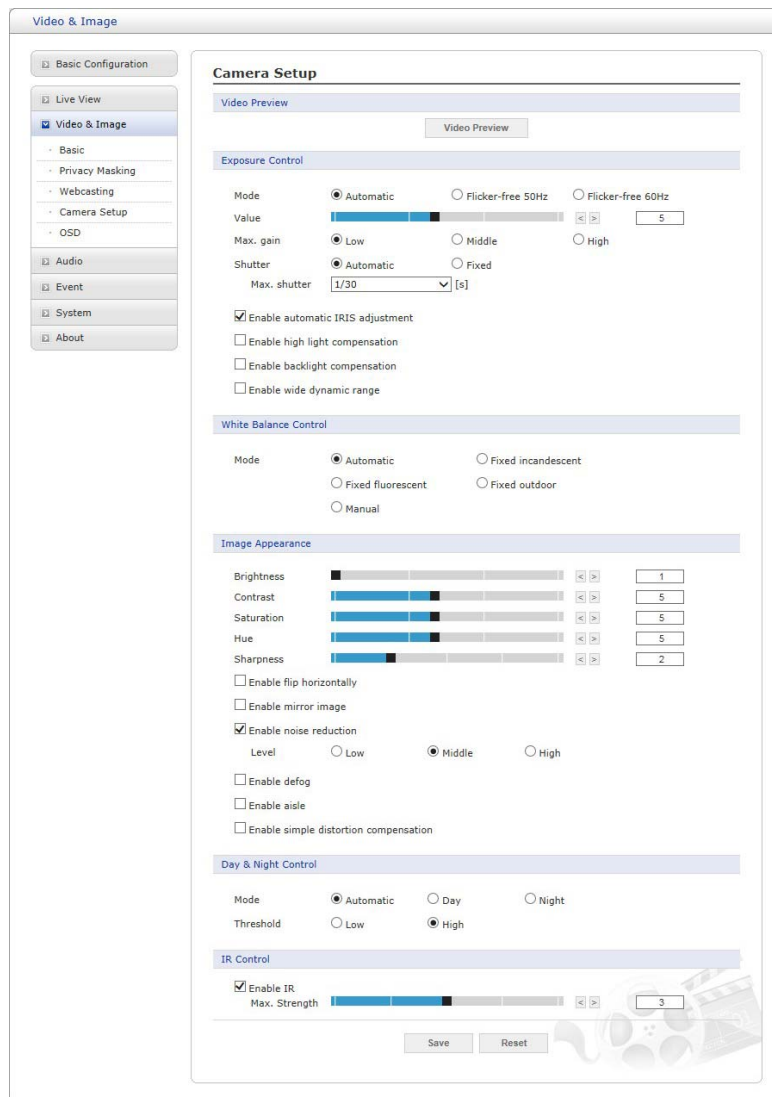 Video & Image
Basic Configuration
Live View
Video & Image
Basic
Privacy Masking
Webcasting
Camera Setup
OSD
Audio
Event
System
About
Camera Setup
Video Preview
Video Preview
Exposure Control
Mode Automatic Flicker-free 50Hz Flicker-free 60Hz
Value < > 5
Max. gain Low Middle High
Shutter Automatic Fixed
Max. shutter 1/30 [s]
Enable automatic IRIS adjustment
Enable high light compensation
Enable backlight compensation
Enable wide dynamic range
White Balance Control
Mode Automatic Fixed incandescent
Fixed fluorescent Fixed outdoor
Manual
Image Appearance
Brightness < > 1
Contrast < > 5
Saturation < > 5
Hue < > 5
Sharpness < > 2
Enable flip horizontally
Enable mirror image
Enable noise reduction
Level Low Middle High
Enable defog
Enable aisle
Enable simple distortion compensation
Day & Night Control
Mode Automatic Day Night
Threshold Low High
IR Control
Enable IR
Max. Strength < > 3
Save Reset